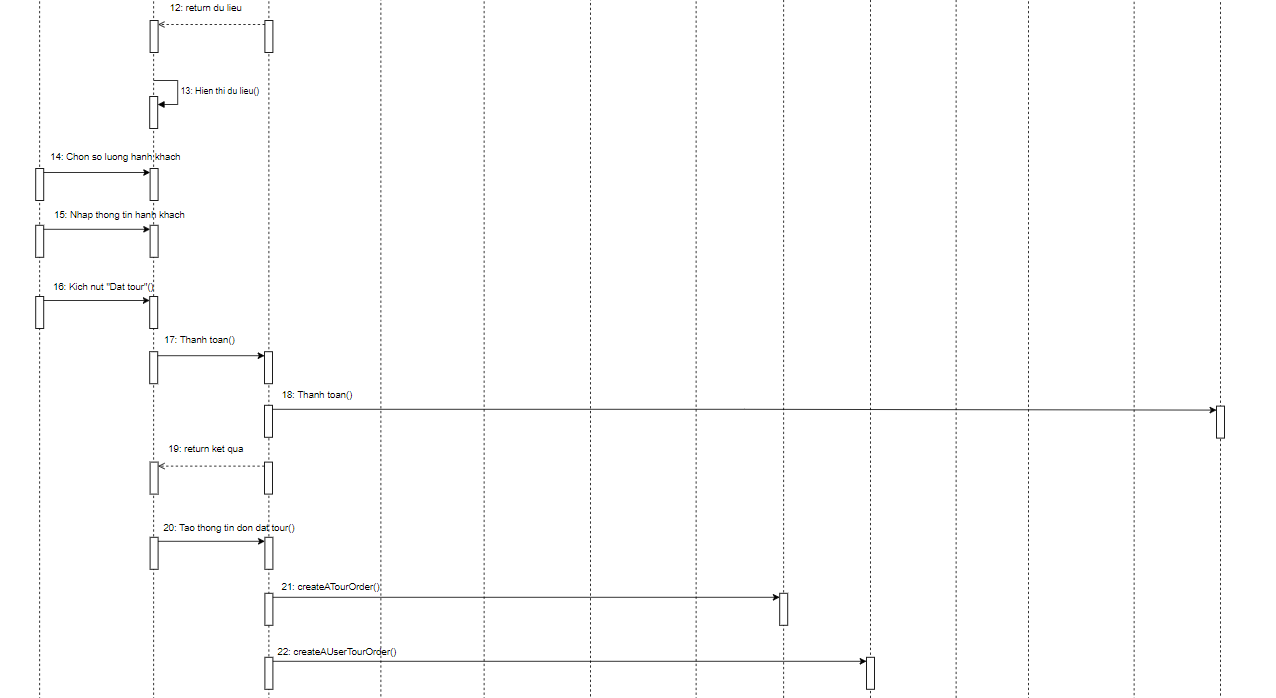 12: return du lieu
13: Hien thi du lieu()
14: Chon so luong hanh khach
15: Nhap thong tin hanh khach
16: Kich nut "Dat tour"()
17: Thanh toan()
18: Thanh toan()
19: return ket qua
20: Tao thong tin don dat tour()
21: createATourOrder()
22: createAUserTourOrder()